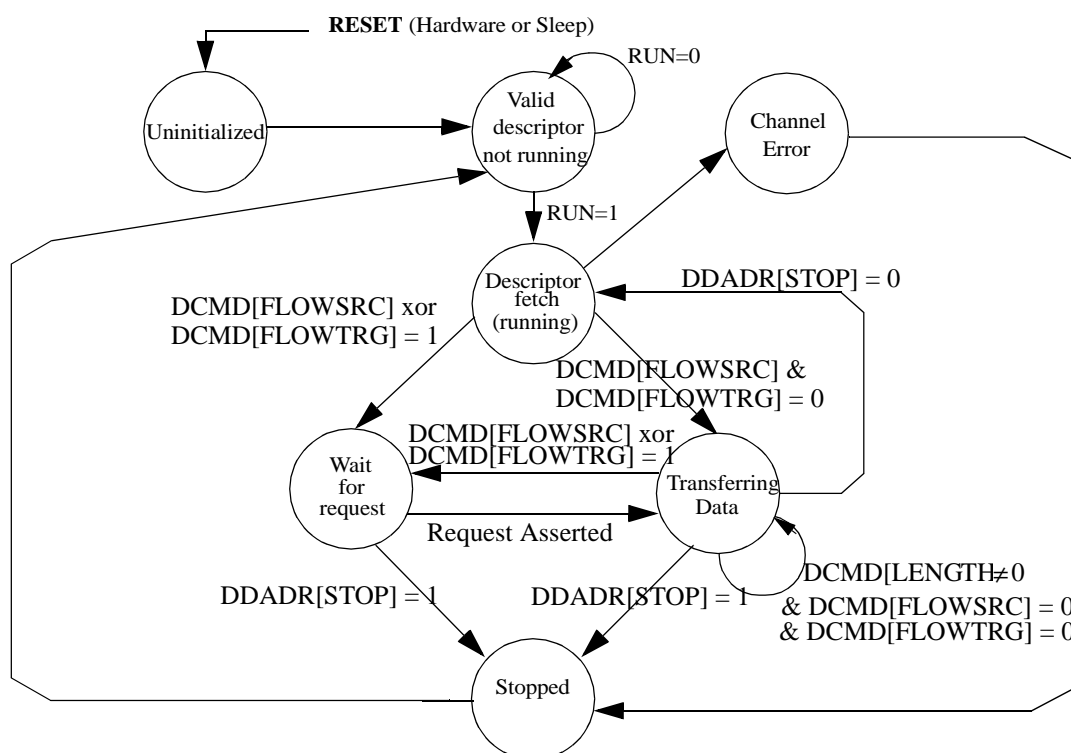 RESET (Hardware or Sleep)
RUN=0
Uninitialized
Valid
descriptor
not running
Channel
Error
RUN=1
Descriptor
fetch
(running)
DDADR[STOP] = 0
DCMD[FLOWSRC] xor
DCMD[FLOWTRG] = 1
DCMD[FLOWSRC] &
DCMD[FLOWTRG] = 0
DCMD[FLOWSRC] xor
DCMD[FLOWTRG] = 1
Wait
for
request
Transferring
Data
Request Asserted
DDADR[STOP] = 1
DDADR[STOP] = 1
DCMD[LENGTH≠0
& DCMD[FLOWSRC] = 0
& DCMD[FLOWTRG] = 0
Stopped